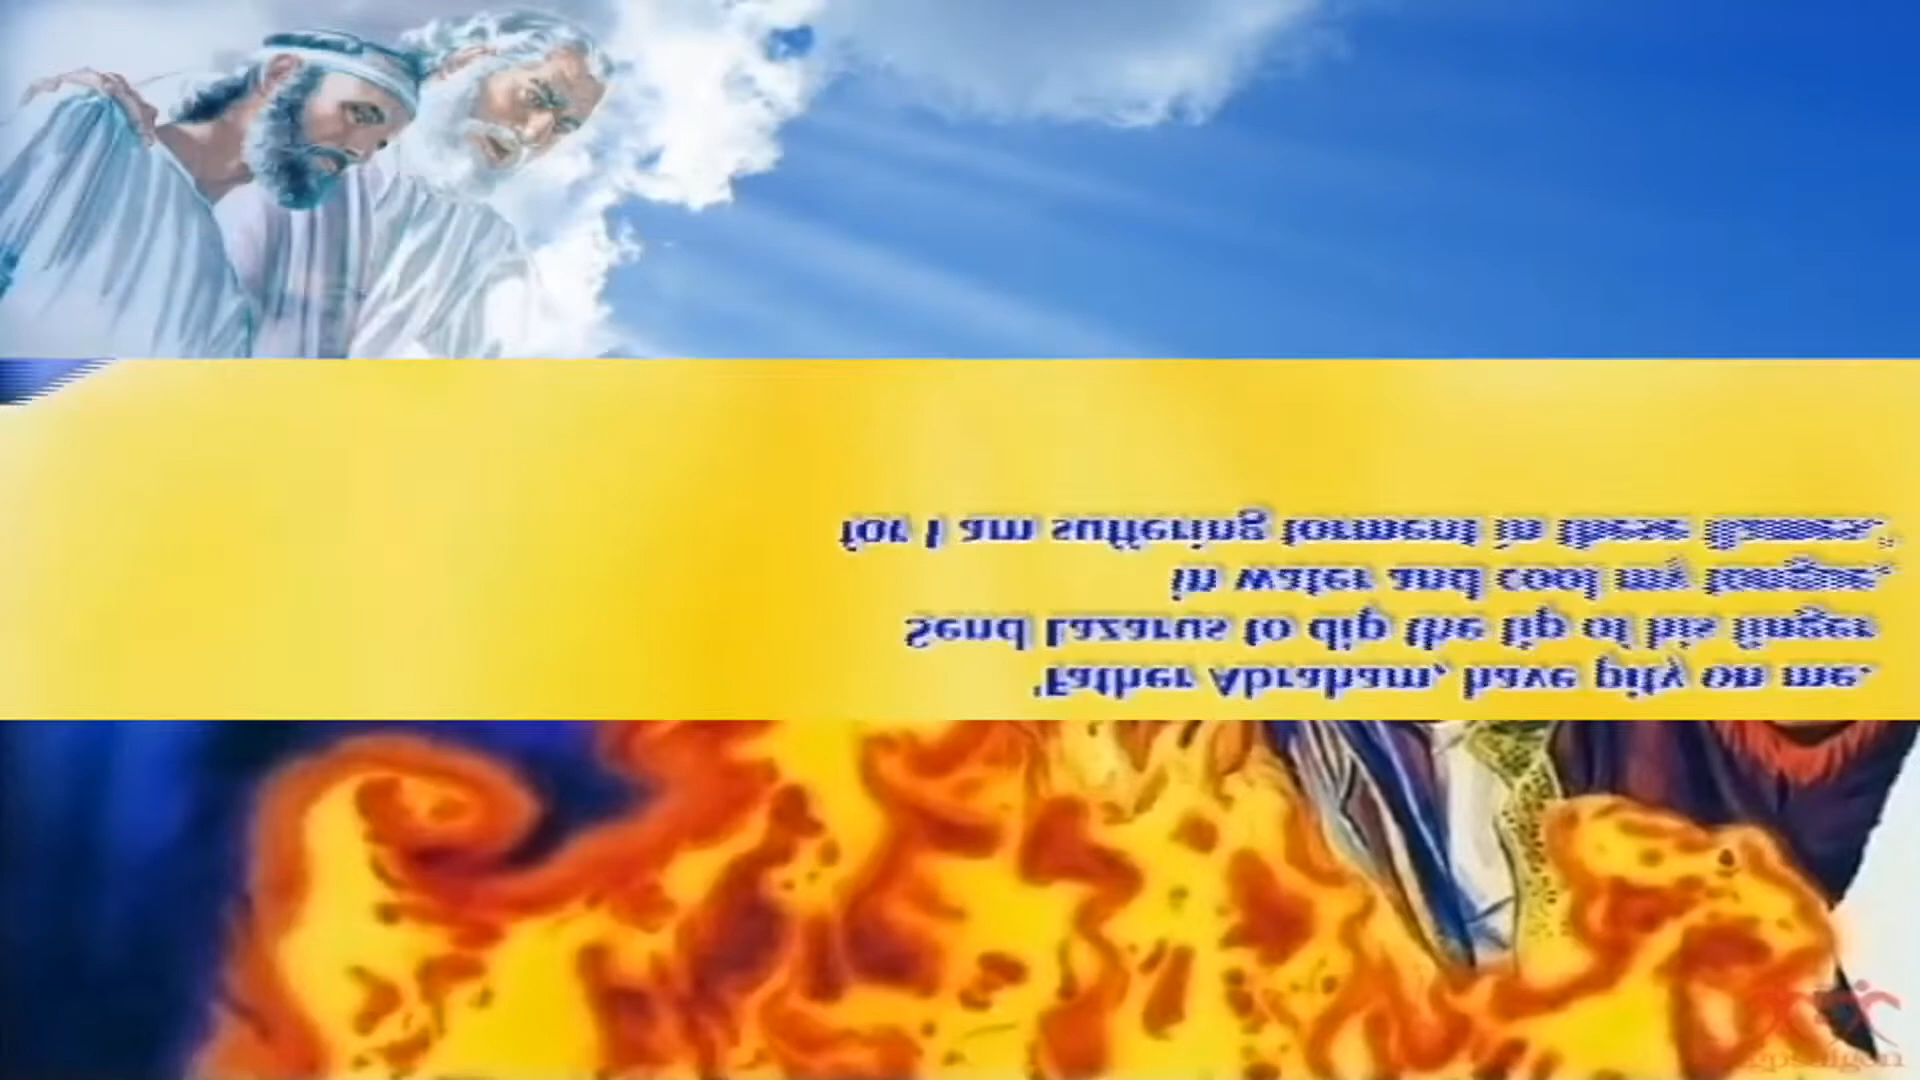 'Father Abraham, have pity on me.
Send Lazarus to dip the tip of his finger
in water and cool my tongue,
for I am suffering torment in these flames.'